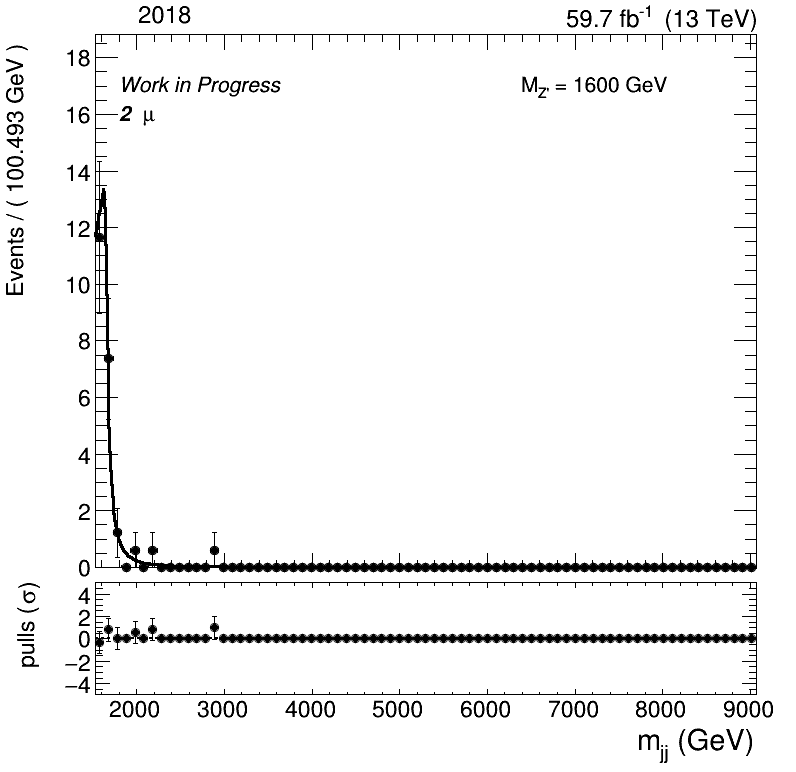 2018
59.7 fb⁻¹ (13 TeV)
Work in Progress
M_Z' = 1600 GeV
2 μ
Events / ( 100.493 GeV )
18
16
14
12
10
8
6
4
2
0
pulls (σ)
4
2
0
−2
−4
2000 3000 4000 5000 6000 7000 8000 9000
m_jj (GeV)